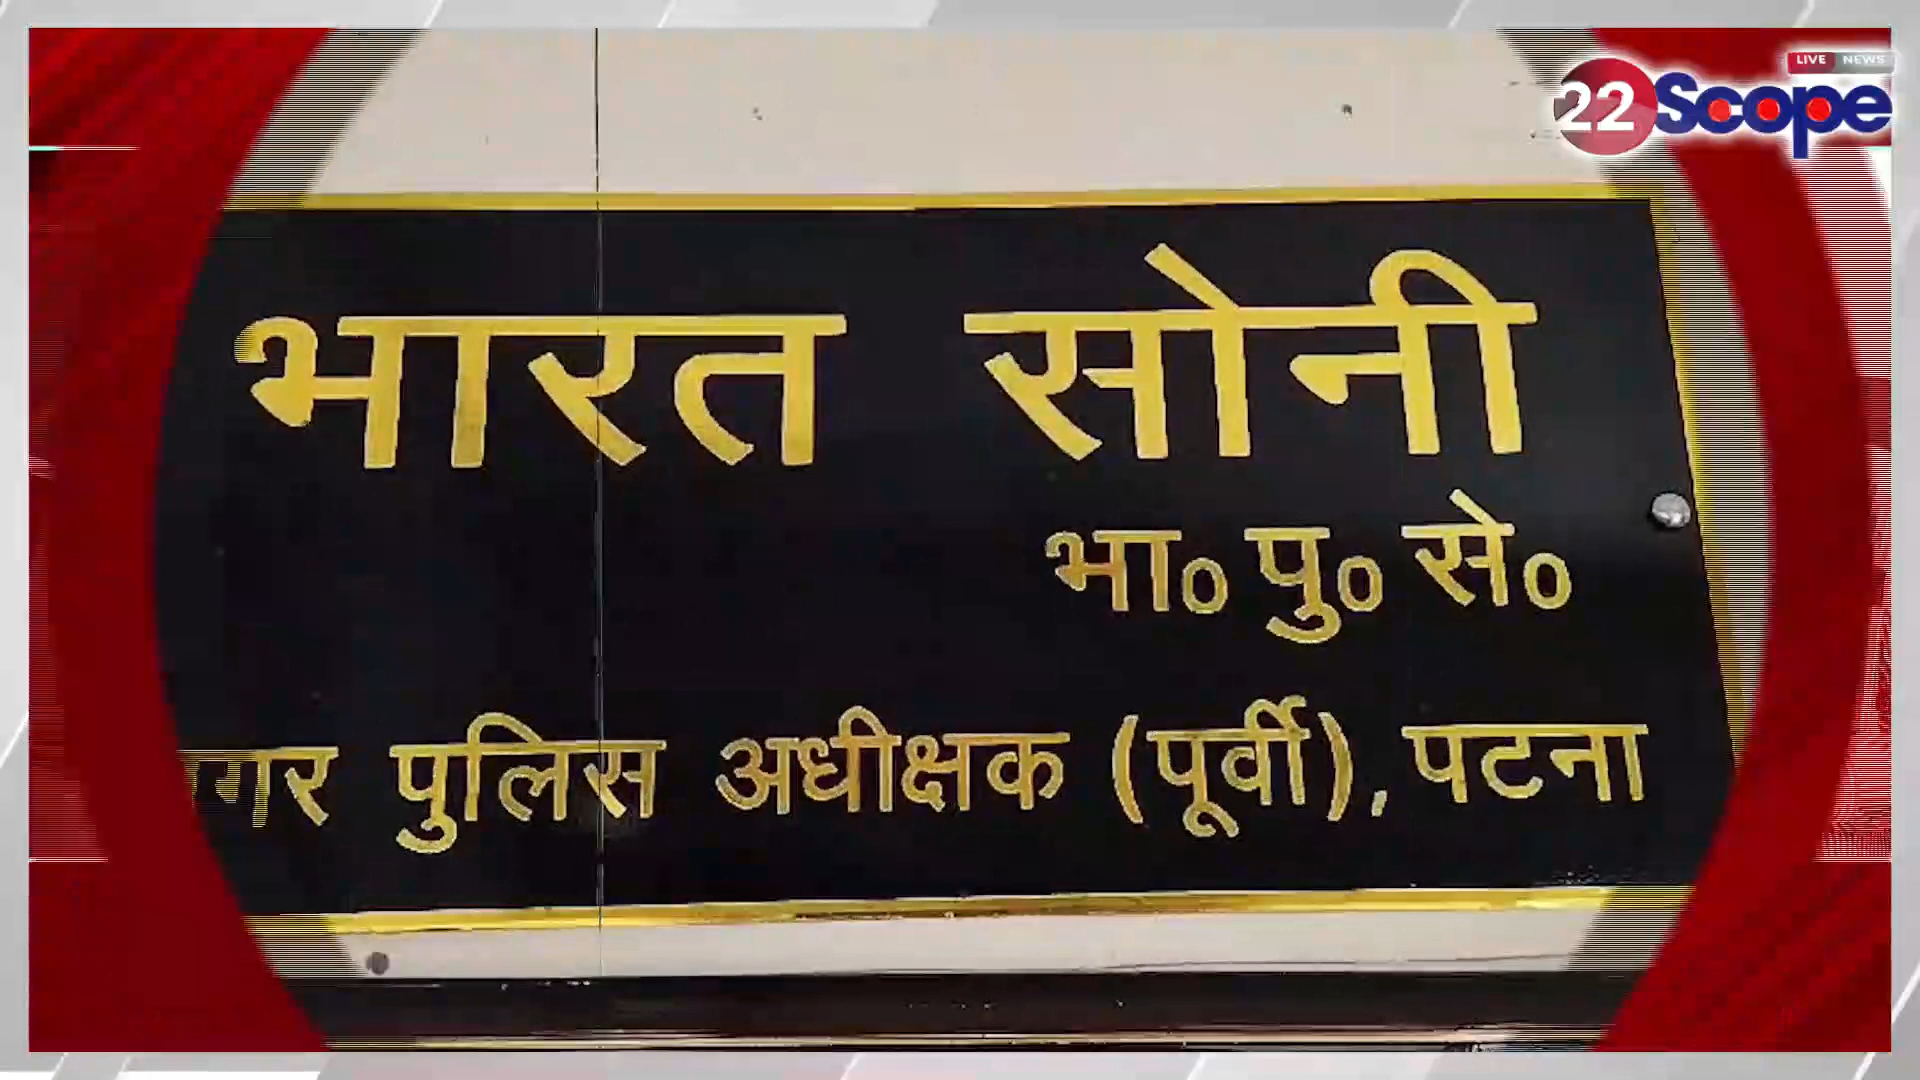 LIVE NEWS
22Scope
भारत सोनी
भा० पु० से०
पुलिस अधीक्षक (पूर्वी), पटना